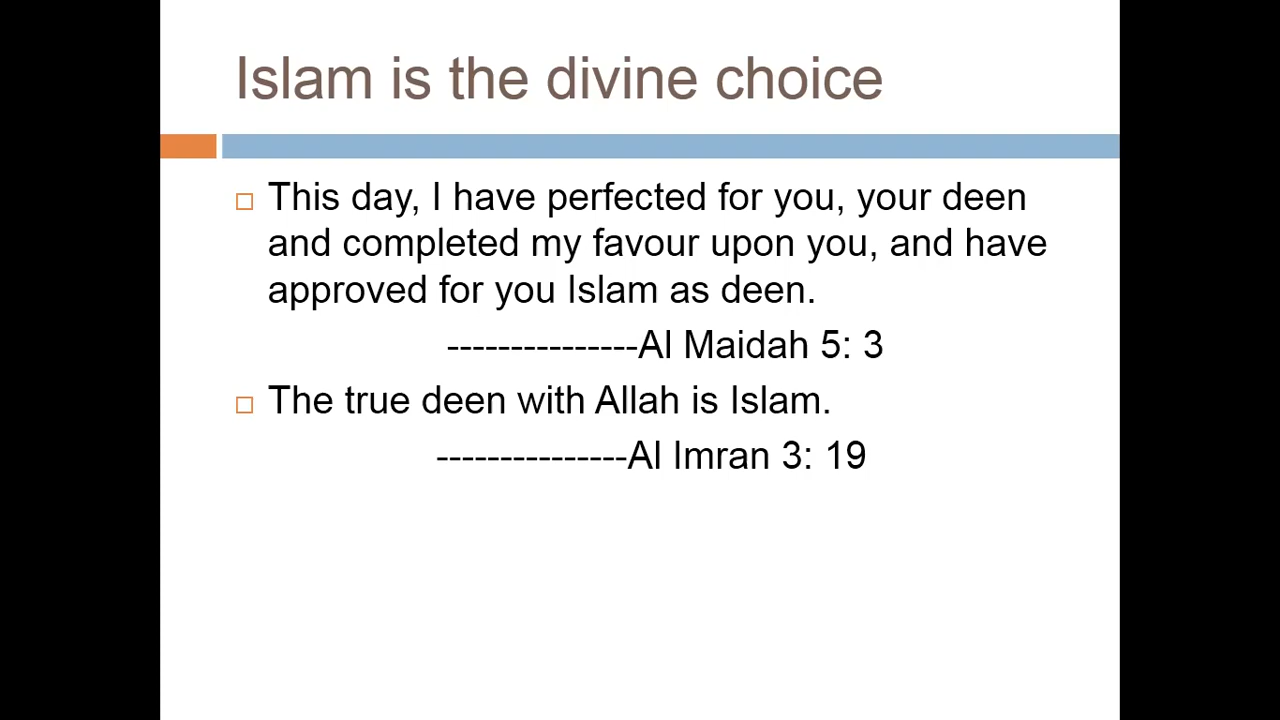 Islam is the divine choice
This day, I have perfected for you, your deen
and completed my favour upon you, and have
approved for you Islam as deen.
---------------Al Maidah 5: 3
The true deen with Allah is Islam.
---------------Al Imran 3: 19